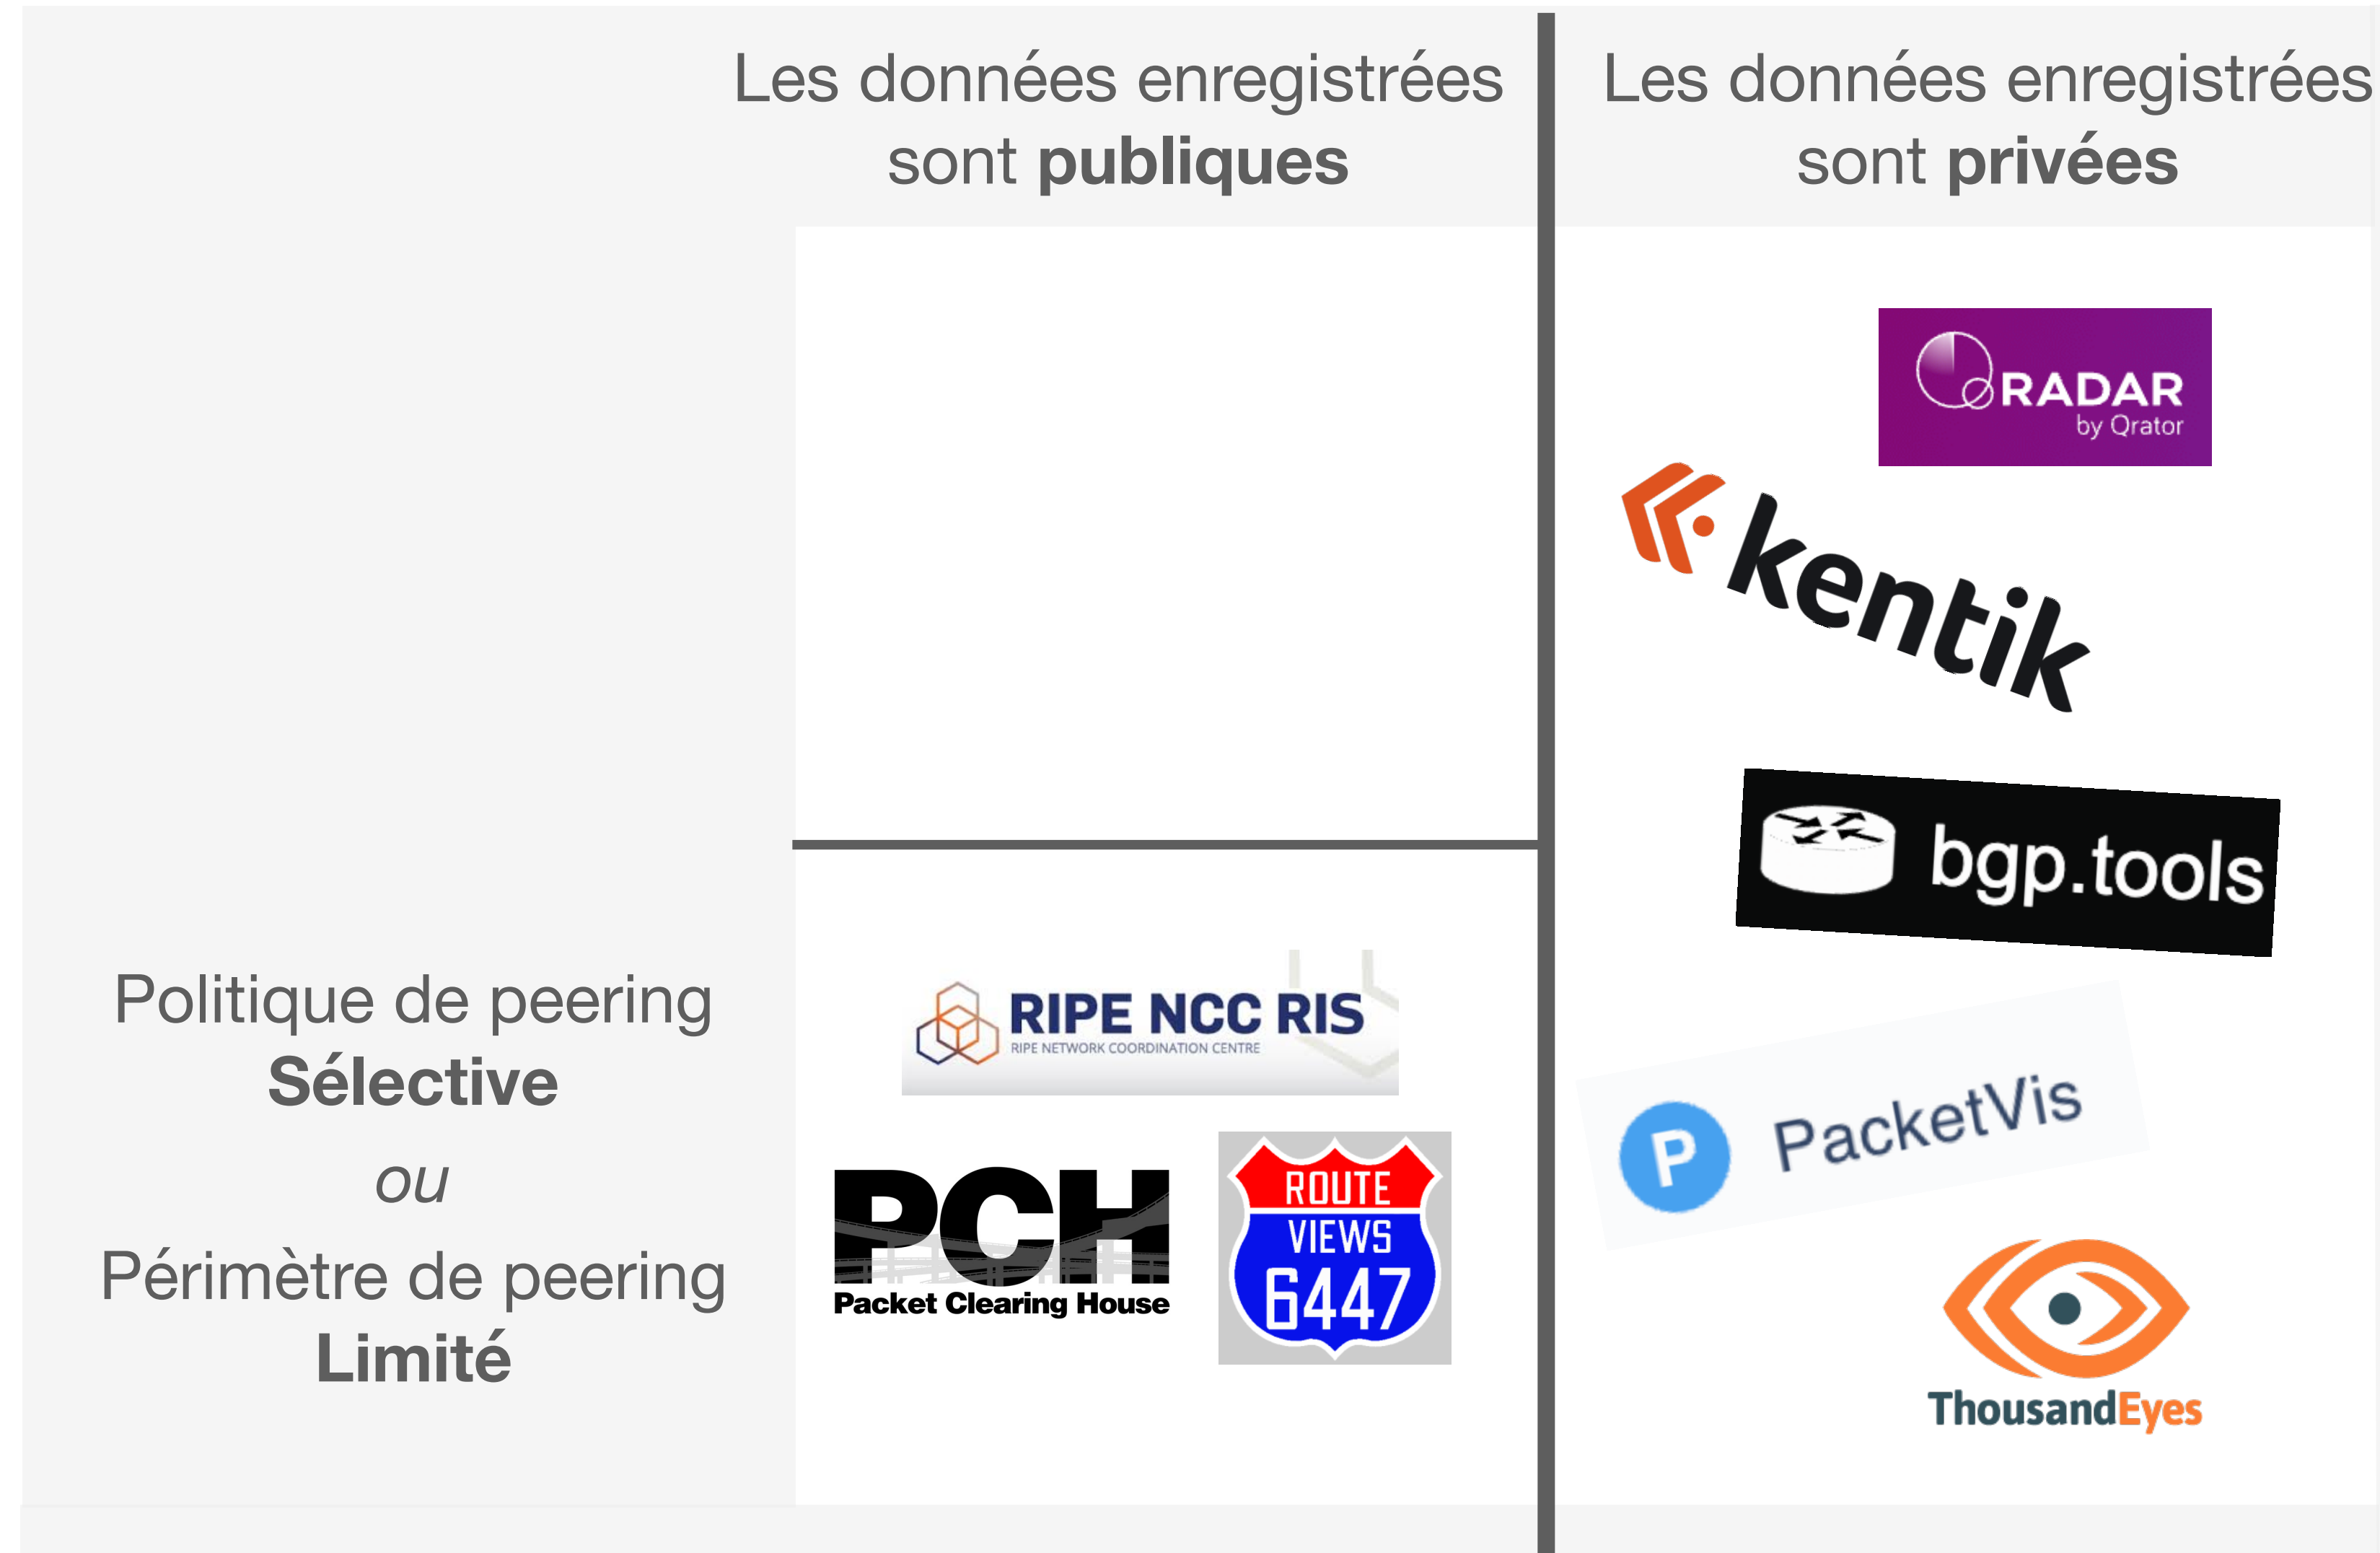 Les données enregistrées
sont publiques
Les données enregistrées
sont privées
RADAR
by Qrator
kentik
bgp.tools
Politique de peering
Sélective
ou
Périmètre de peering
Limité
RIPE NCC RIS
RIPE NETWORK COORDINATION CENTRE
PCH
Packet Clearing House
ROUTE
VIEWS
6447
P PacketVis
ThousandEyes